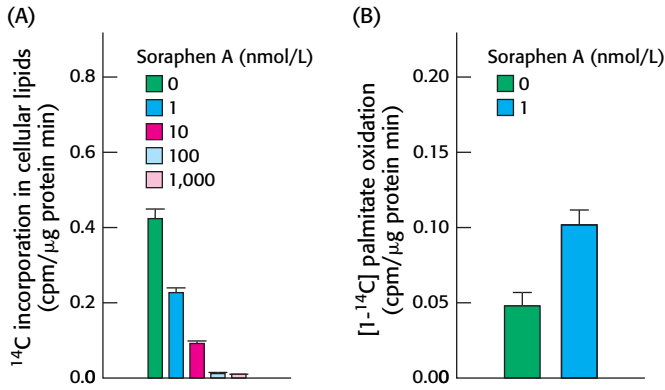 (A)
¹⁴C incorporation in cellular lipids
(cpm/µg protein min)
0.8
0.4
0.2
0.0
Soraphen A (nmol/L)
0
1
10
100
1,000
(B)
[1-¹⁴C] palmitate oxidation
(cpm/µg protein min)
0.20
0.15
0.10
0.05
0.00
Soraphen A (nmol/L)
0
1